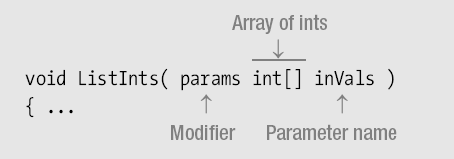 Array of ints
void ListInts( params int[] inVals )
{ ...
Modifier Parameter name